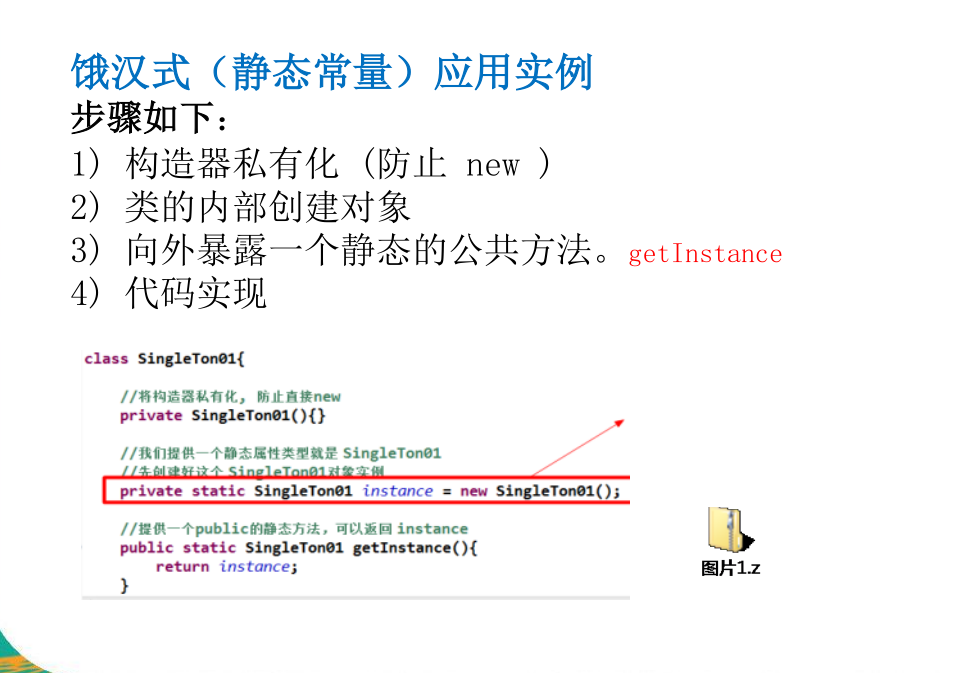 饿汉式（静态常量）应用实例
步骤如下：
1) 构造器私有化 (防止 new )
2) 类的内部创建对象
3) 向外暴露一个静态的公共方法。getInstance
4) 代码实现
class SingleTon01{
//将构造器私有化, 防止直接new
private SingleTon01(){}
//我们提供一个静态属性类型就是 SingleTon01
//先创建好这个 SingleTon01对象实例
private static SingleTon01 instance = new SingleTon01();
//提供一个public的静态方法，可以返回 instance
public static SingleTon01 getInstance(){
return instance;
}
图片1.z